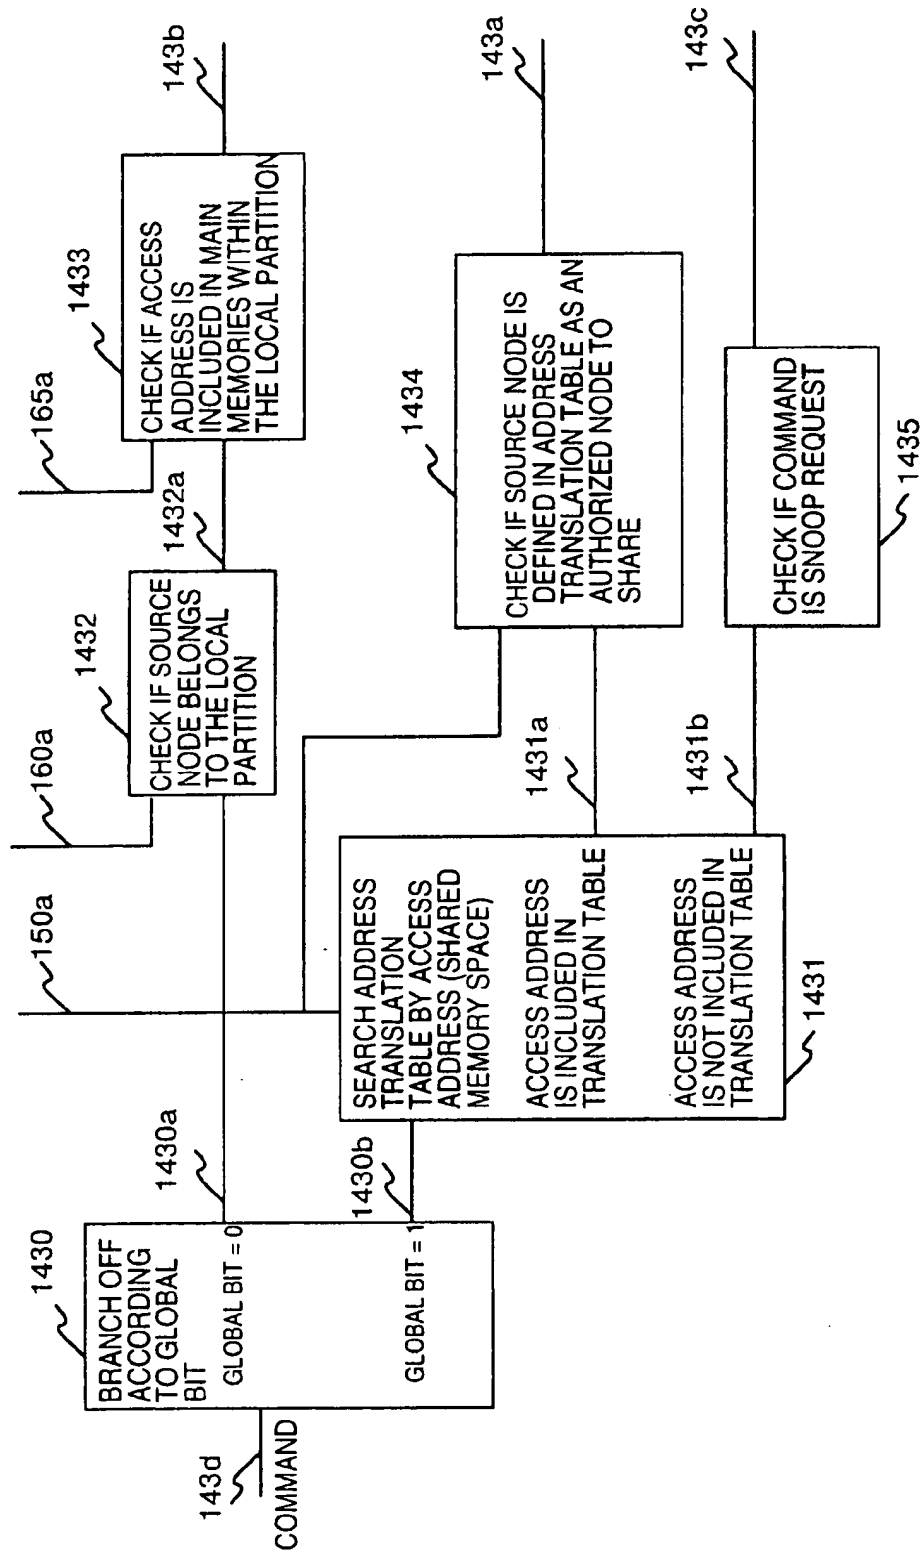 143d
COMMAND
1430
BRANCH OFF
ACCORDING
TO GLOBAL
BIT
GLOBAL BIT = 0
GLOBAL BIT = 1
1430a
1430b
150a
160a
165a
1432
CHECK IF SOURCE
NODE BELONGS
TO THE LOCAL
PARTITION
1432a
1433
CHECK IF ACCESS
ADDRESS IS
INCLUDED IN MAIN
MEMORIES WITHIN
THE LOCAL PARTITION
143b
SEARCH ADDRESS
TRANSLATION
TABLE BY ACCESS
ADDRESS (SHARED
MEMORY SPACE)
ACCESS ADDRESS
IS INCLUDED IN
TRANSLATION TABLE
ACCESS ADDRESS
IS NOT INCLUDED IN
TRANSLATION TABLE
1431
1431a
1431b
1434
CHECK IF SOURCE NODE IS
DEFINED IN ADDRESS
TRANSLATION TABLE AS AN
AUTHORIZED NODE TO
SHARE
143a
CHECK IF COMMAND
IS SNOOP REQUEST
1435
143c